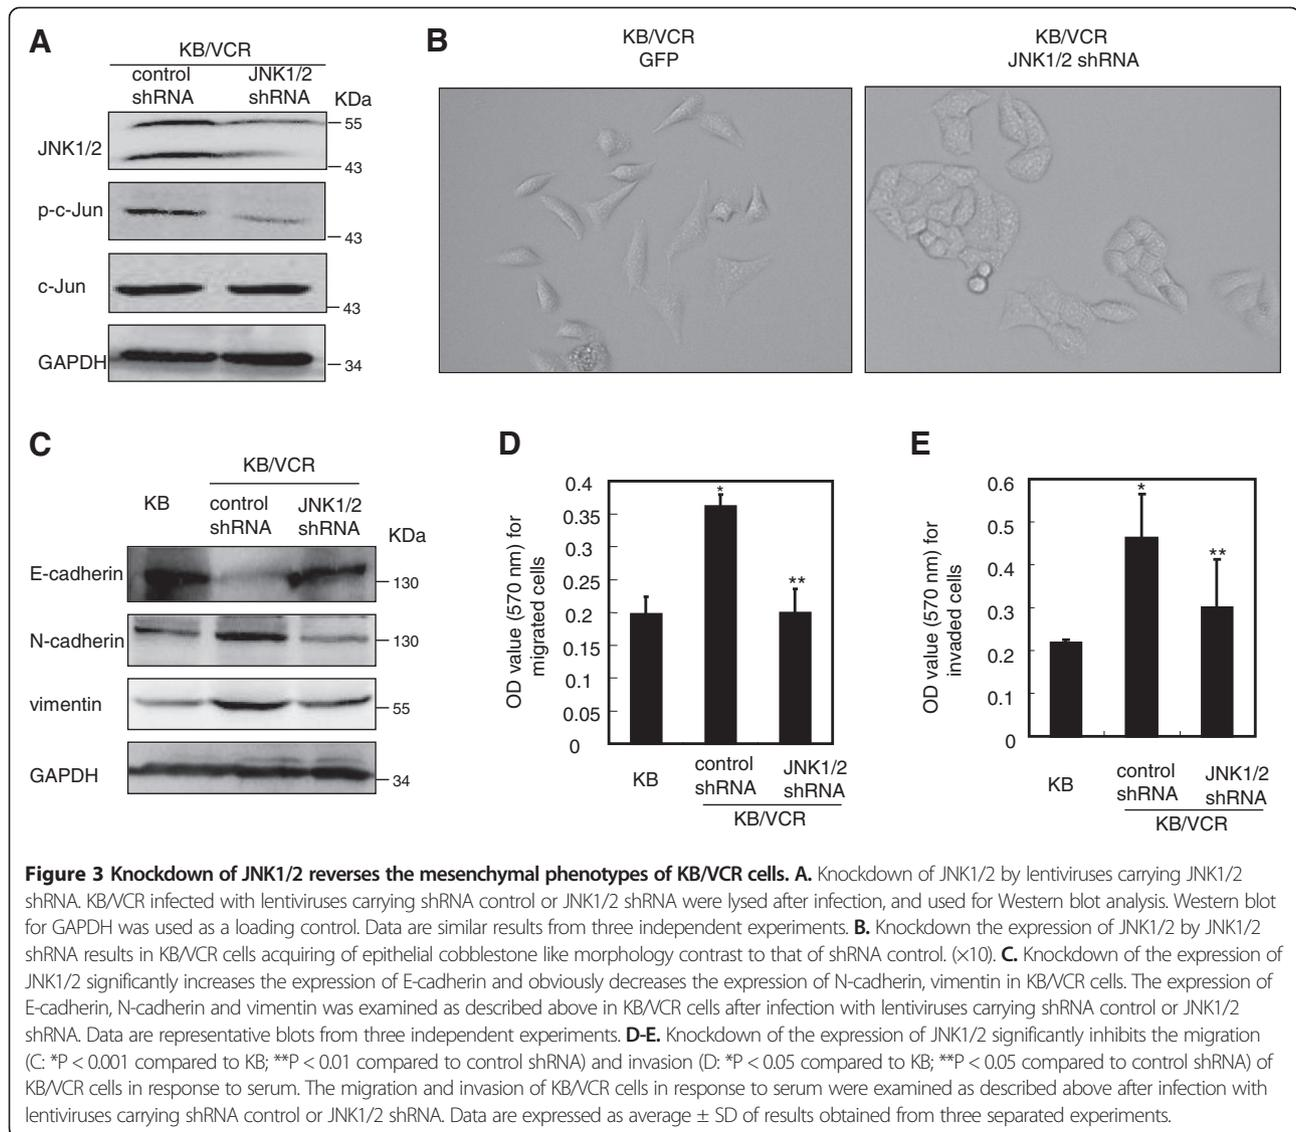 A
KB/VCR
control
shRNA
JNK1/2
shRNA
KDa
JNK1/2
55
43
p-c-Jun
43
c-Jun
43
GAPDH
34
B
KB/VCR
GFP
KB/VCR
JNK1/2 shRNA
C
KB/VCR
KB
control
shRNA
JNK1/2
shRNA
KDa
E-cadherin
130
N-cadherin
130
vimentin
55
GAPDH
34
D
OD value (570 nm) for
migrated cells
0.4
0.35
0.3
0.25
0.2
0.15
0.1
0.05
0
*
**
KB
control
shRNA
JNK1/2
shRNA
KB/VCR
E
OD value (570 nm) for
invaded cells
0.6
0.5
0.4
0.3
0.2
0.1
0
*
**
KB
control
shRNA
JNK1/2
shRNA
KB/VCR
Figure 3 Knockdown of JNK1/2 reverses the mesenchymal phenotypes of KB/VCR cells. A. Knockdown of JNK1/2 by lentiviruses carrying JNK1/2
shRNA. KB/VCR infected with lentiviruses carrying shRNA control or JNK1/2 shRNA were lysed after infection, and used for Western blot analysis. Western blot
for GAPDH was used as a loading control. Data are similar results from three independent experiments. B. Knockdown the expression of JNK1/2 by JNK1/2
shRNA results in KB/VCR cells acquiring of epithelial cobblestone like morphology contrast to that of shRNA control. (×10). C. Knockdown of the expression of
JNK1/2 significantly increases the expression of E-cadherin and obviously decreases the expression of N-cadherin, vimentin in KB/VCR cells. The expression of
E-cadherin, N-cadherin and vimentin was examined as described above in KB/VCR cells after infection with lentiviruses carrying shRNA control or JNK1/2
shRNA. Data are representative blots from three independent experiments. D-E. Knockdown of the expression of JNK1/2 significantly inhibits the migration
(C: *P < 0.001 compared to KB; **P < 0.01 compared to control shRNA) and invasion (D: *P < 0.05 compared to KB; **P < 0.05 compared to control shRNA) of
KB/VCR cells in response to serum. The migration and invasion of KB/VCR cells in response to serum were examined as described above after infection with
lentiviruses carrying shRNA control or JNK1/2 shRNA. Data are expressed as average ± SD of results obtained from three separated experiments.